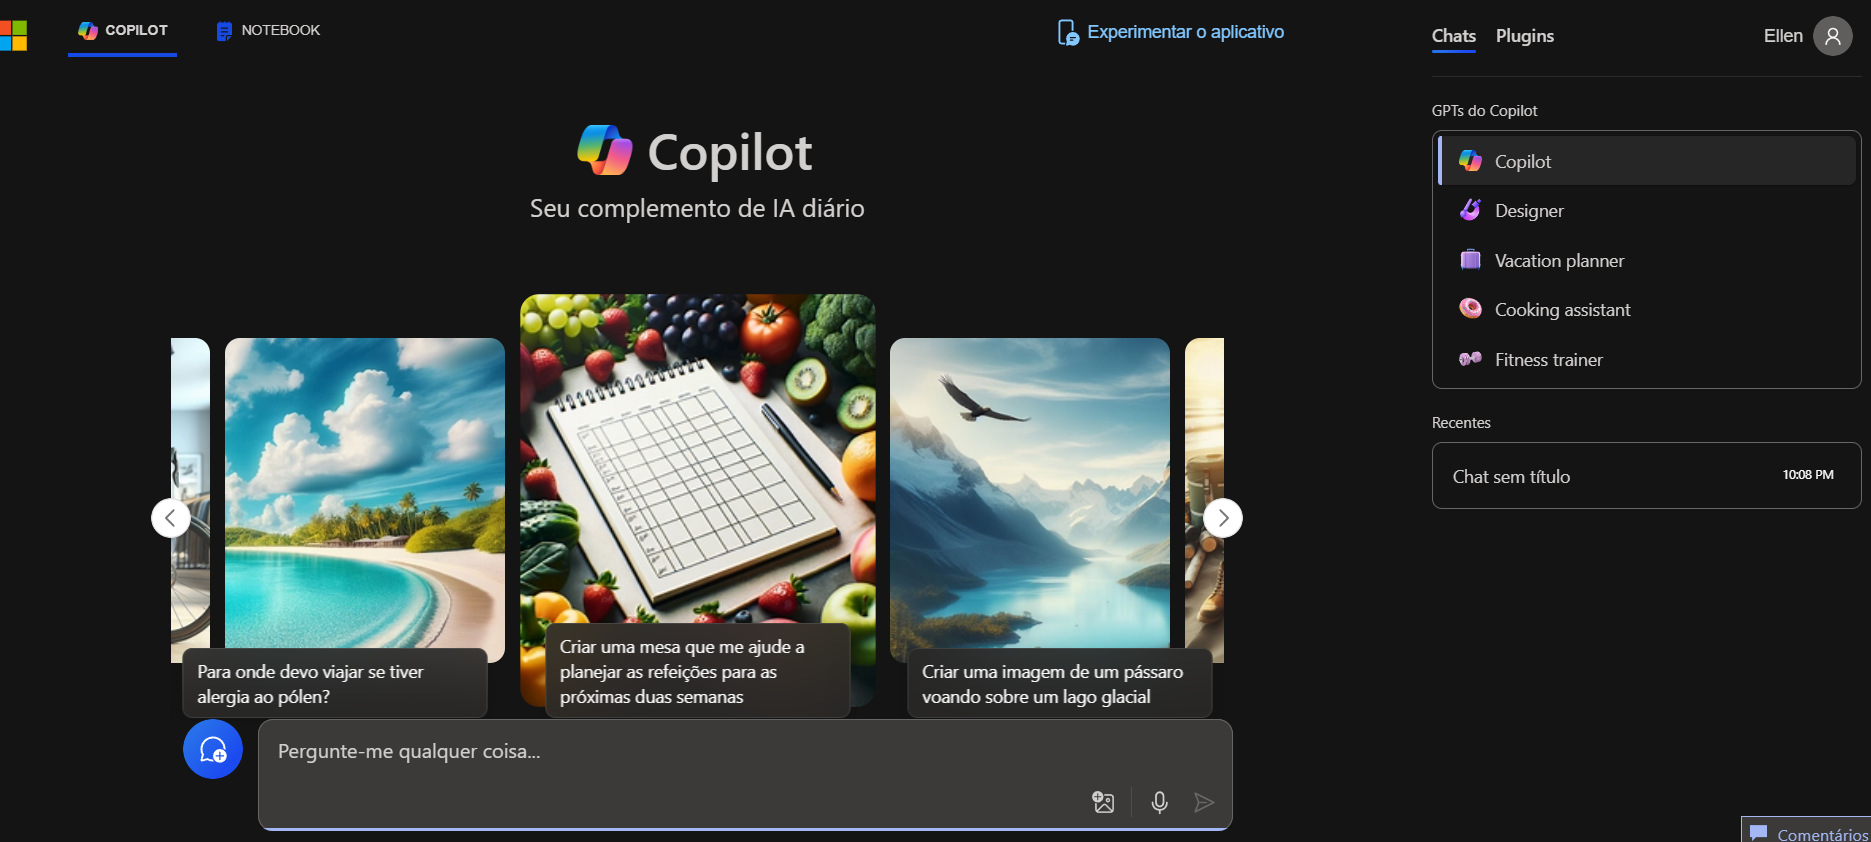 COPILOT
NOTEBOOK
Experimentar o aplicativo
Chats
Plugins
Ellen
Copilot
Seu complemento de IA diário
Para onde devo viajar se tiver
alergia ao pólen?
Criar uma mesa que me ajude a
planejar as refeições para as
próximas duas semanas
Criar uma imagem de um pássaro
voando sobre um lago glacial
Pergunte-me qualquer coisa...
GPTs do Copilot
Copilot
Designer
Vacation planner
Cooking assistant
Fitness trainer
Recentes
Chat sem título
10:08 PM
Comentários